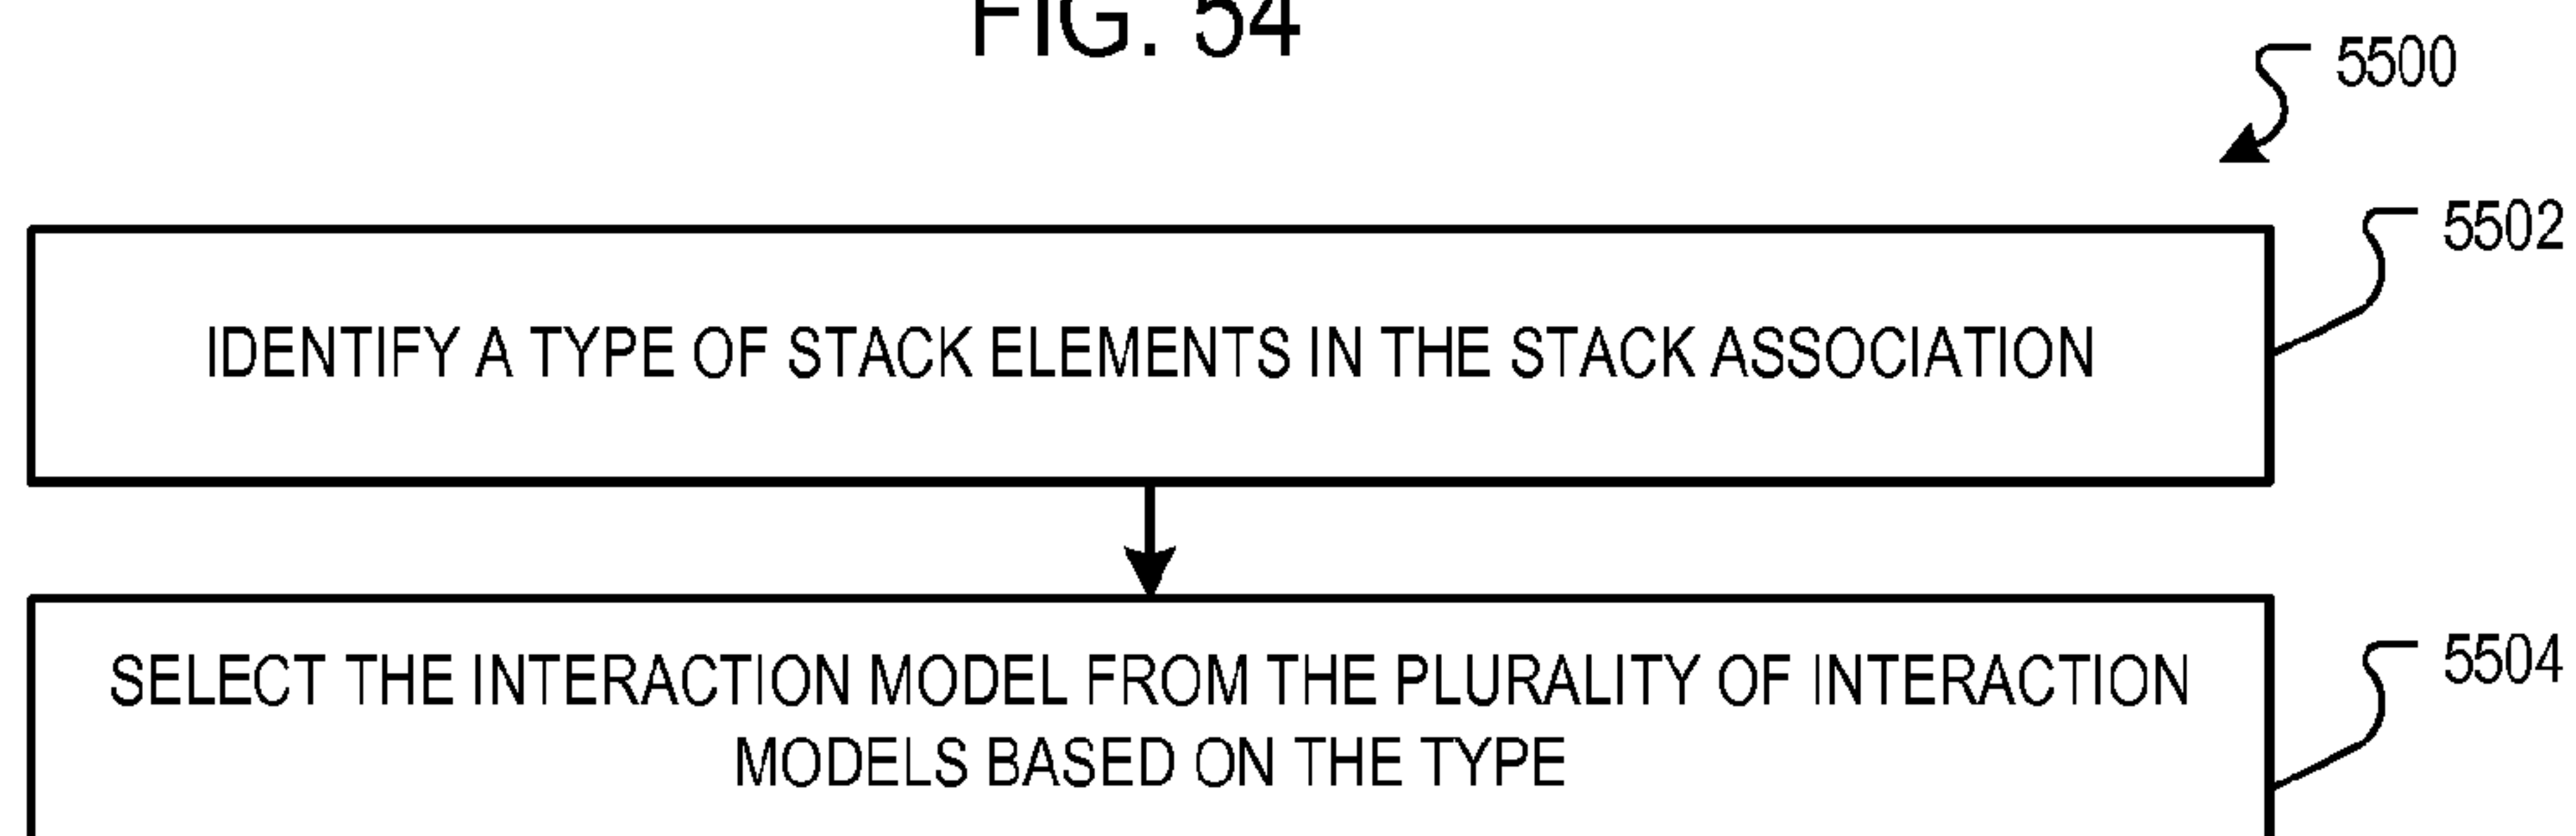 FIG. 54
5500
5502
IDENTIFY A TYPE OF STACK ELEMENTS IN THE STACK ASSOCIATION
5504
SELECT THE INTERACTION MODEL FROM THE PLURALITY OF INTERACTION
MODELS BASED ON THE TYPE